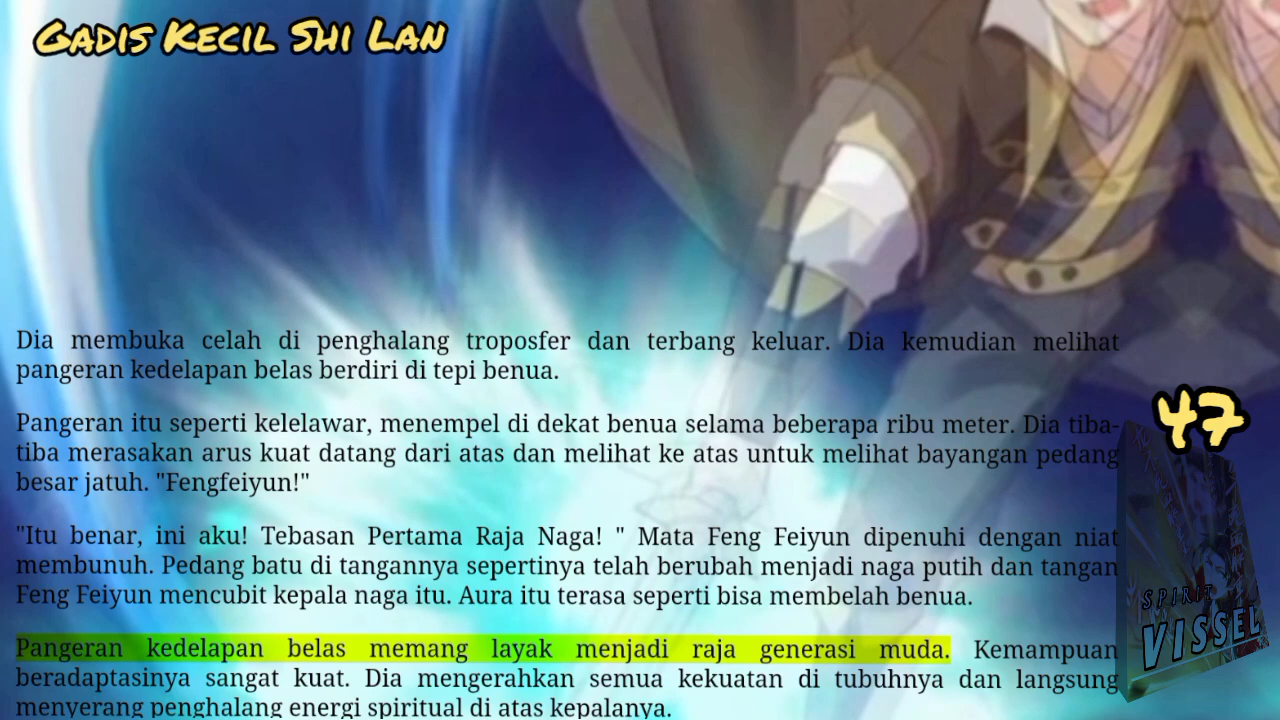 Gadis Kecil Shi Lan
Dia membuka celah di penghalang troposfer dan terbang keluar. Dia kemudian melihat
pangeran kedelapan belas berdiri di tepi benua.
Pangeran itu seperti kelelawar, menempel di dekat benua selama beberapa ribu meter. Dia tiba-
tiba merasakan arus kuat datang dari atas dan melihat ke atas untuk melihat bayangan pedang
besar jatuh. "Fengfeiyun!"
"Itu benar, ini aku! Tebasan Pertama Raja Naga! " Mata Feng Feiyun dipenuhi dengan niat
membunuh. Pedang batu di tangannya sepertinya telah berubah menjadi naga putih dan tangan
Feng Feiyun mencubit kepala naga itu. Aura itu terasa seperti bisa membelah benua.
Pangeran kedelapan belas memang layak menjadi raja generasi muda. Kemampuan
beradaptasinya sangat kuat. Dia mengerahkan semua kekuatan di tubuhnya dan langsung
menyerang penghalang energi spiritual di atas kepalanya.
47
SPIRIT
VISSEL